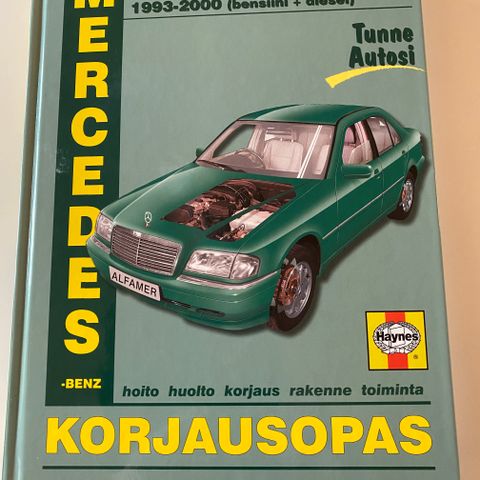 1993-2000 (bensiini + diesel)
MERCEDES
-BENZ
Tunne
Autosi
ALFAMER
Haynes
®
hoito huolto korjaus rakenne toiminta
KORJAUSOPAS